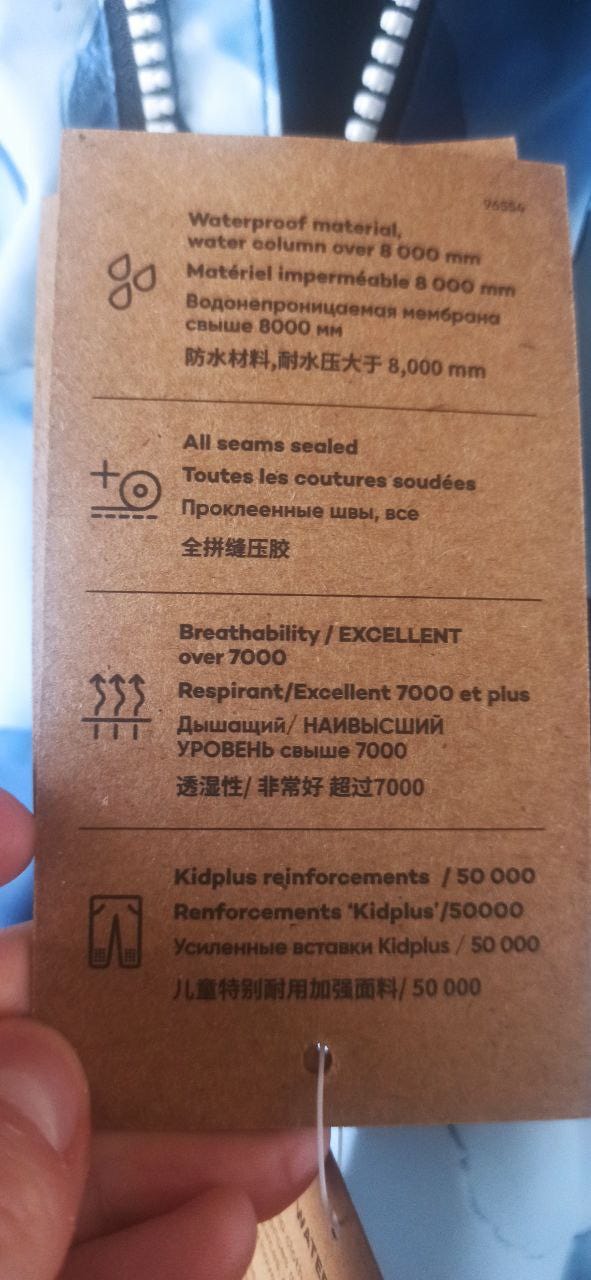 96554
Waterproof material,
water column over 8 000 mm
Matériel imperméable 8 000 mm
Водонепроницаемая мембрана
свыше 8000 мм
防水材料,耐水压大于 8,000 mm
All seams sealed
Toutes les coutures soudées
Проклеенные швы, все
全拼缝压胶
Breathability / EXCELLENT
over 7000
Respirant/Excellent 7000 et plus
Дышащий/ НАИВЫСШИЙ
УРОВЕНЬ свыше 7000
透湿性/ 非常好 超过7000
Kidplus reinforcements / 50 000
Renforcements 'Kidplus'/50000
Усиленные вставки Kidplus / 50 000
儿童特别耐用加强面料/ 50 000